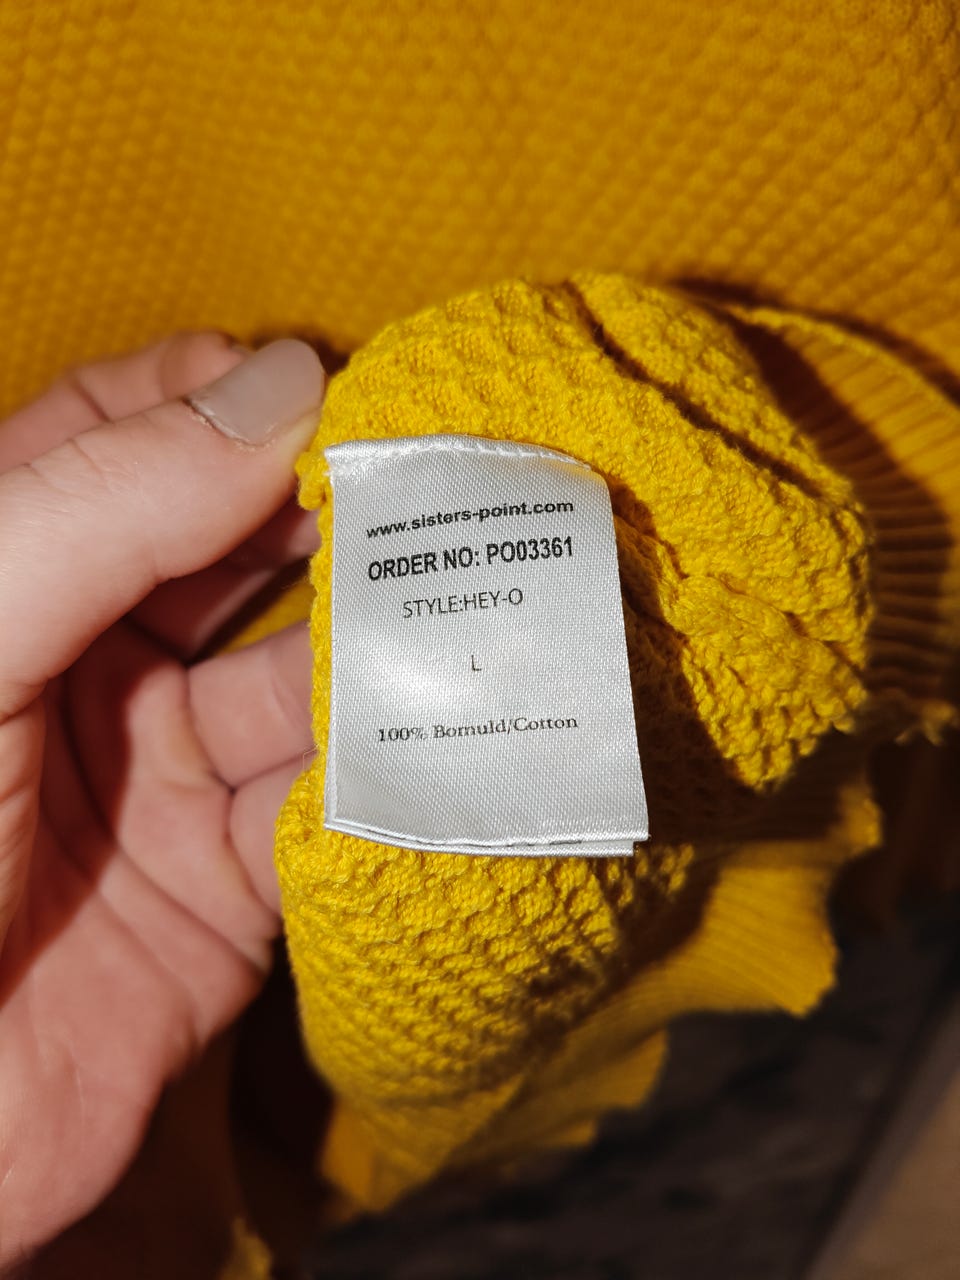 www.sisters-point.com
ORDER NO: PO03361
STYLE:HEY-O
L
100% Bomuld/Cotton